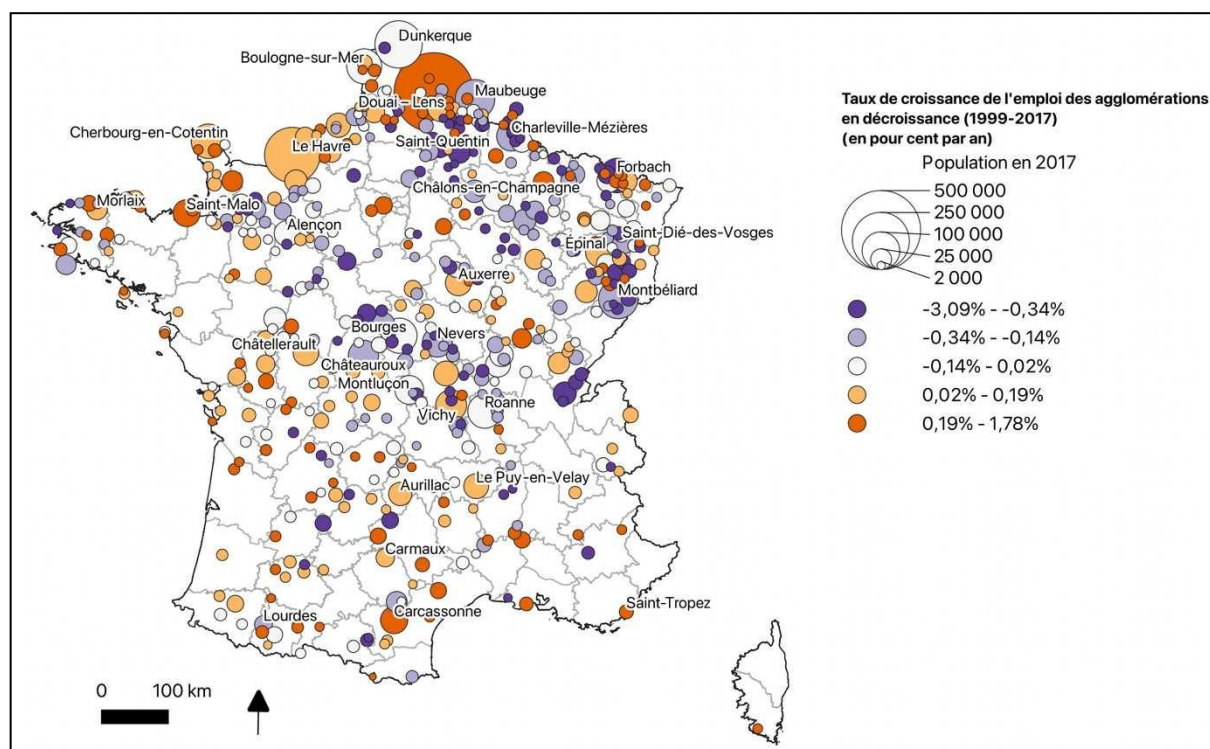 Dunkerque
Boulogne-sur-Mer
Maubeuge
Douai – Lens
Cherbourg-en-Cotentin
Charleville-Mézières
Le Havre
Saint-Quentin
Forbach
Châlons-en-Champagne
Morlaix
Saint-Malo
Alençon
Saint-Dié-des-Vosges
Épinal
Auxerre
Montbéliard
Bourges
Nevers
Châtellerault
Châteauroux
Montluçon
Vichy
Roanne
Le Puy-en-Velay
Aurillac
Carmaux
Saint-Tropez
Carcassonne
Lourdes
0 100 km
Taux de croissance de l'emploi des agglomérations
en décroissance (1999-2017)
(en pour cent par an)
Population en 2017
500 000
250 000
100 000
25 000
2 000
-3,09% - -0,34%
-0,34% - -0,14%
-0,14% - 0,02%
0,02% - 0,19%
0,19% - 1,78%